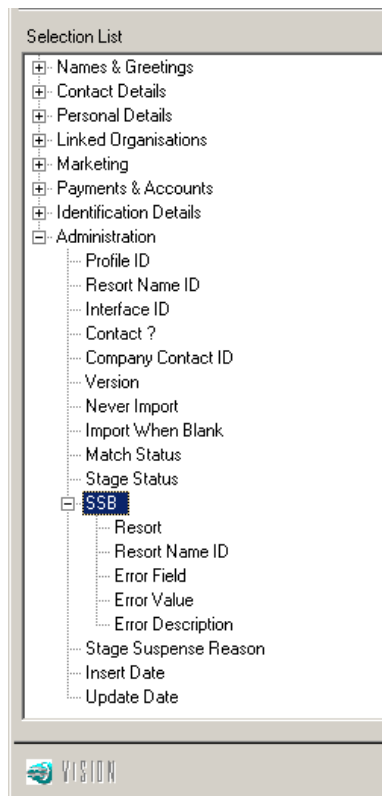 Selection List
Names & Greetings
Contact Details
Personal Details
Linked Organisations
Marketing
Payments & Accounts
Identification Details
Administration
Profile ID
Resort Name ID
Interface ID
Contact ?
Company Contact ID
Version
Never Import
Import When Blank
Match Status
Stage Status
SSB
Resort
Resort Name ID
Error Field
Error Value
Error Description
Stage Suspense Reason
Insert Date
Update Date
VISION